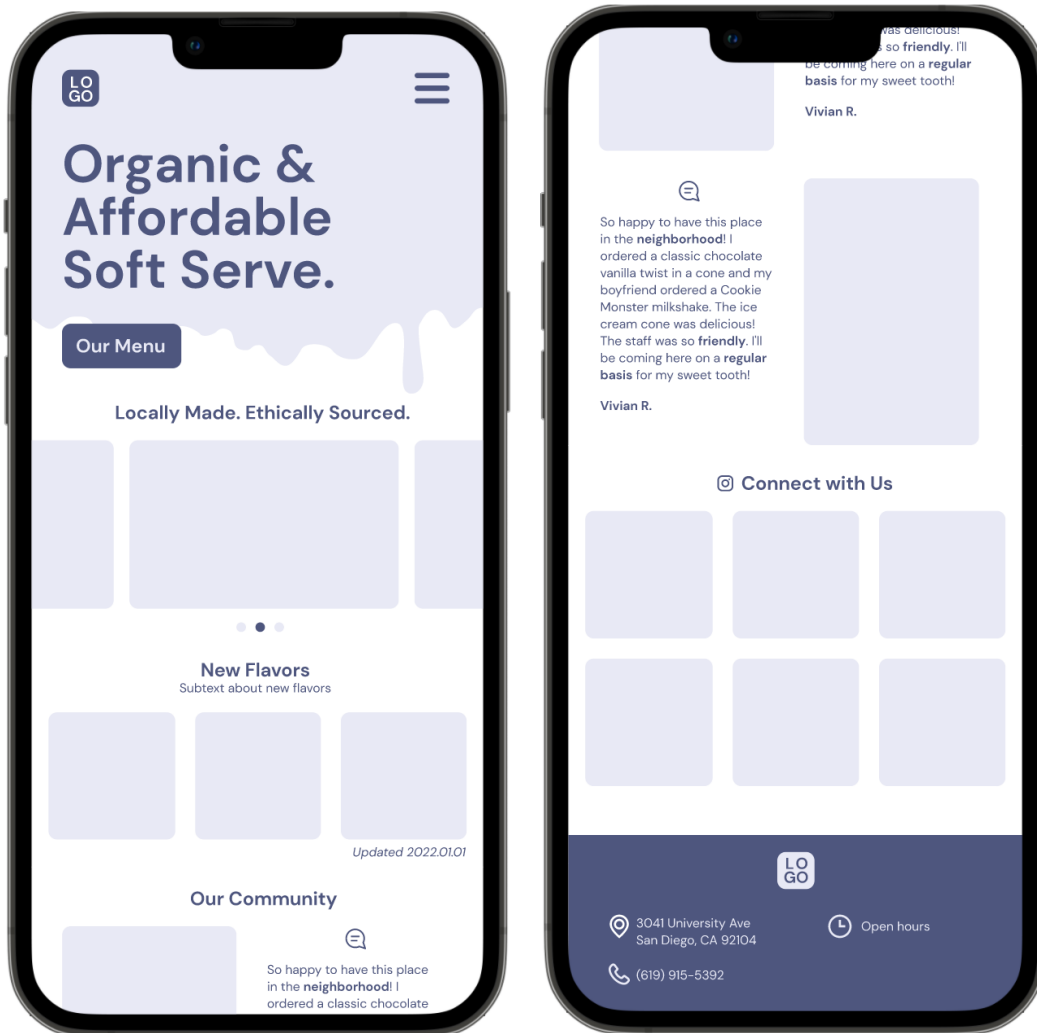 LO
GO
Organic &
Affordable
Soft Serve.
Our Menu
Locally Made. Ethically Sourced.
New Flavors
Subtext about new flavors
Updated 2022.01.01
Our Community
So happy to have this place
in the neighborhood! I
ordered a classic chocolate
was delicious!
so friendly. I'll
be coming here on a regular
basis for my sweet tooth!
Vivian R.
So happy to have this place
in the neighborhood! I
ordered a classic chocolate
vanilla twist in a cone and my
boyfriend ordered a Cookie
Monster milkshake. The ice
cream cone was delicious!
The staff was so friendly. I'll
be coming here on a regular
basis for my sweet tooth!
Vivian R.
Connect with Us
LO
GO
3041 University Ave
San Diego, CA 92104
Open hours
(619) 915-5392